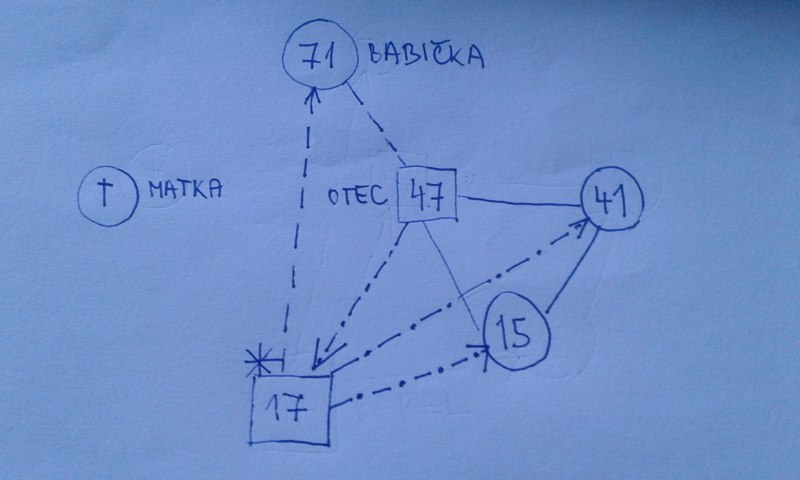 71 BABIČKA
† MATKA
OTEC 47
41
15
17